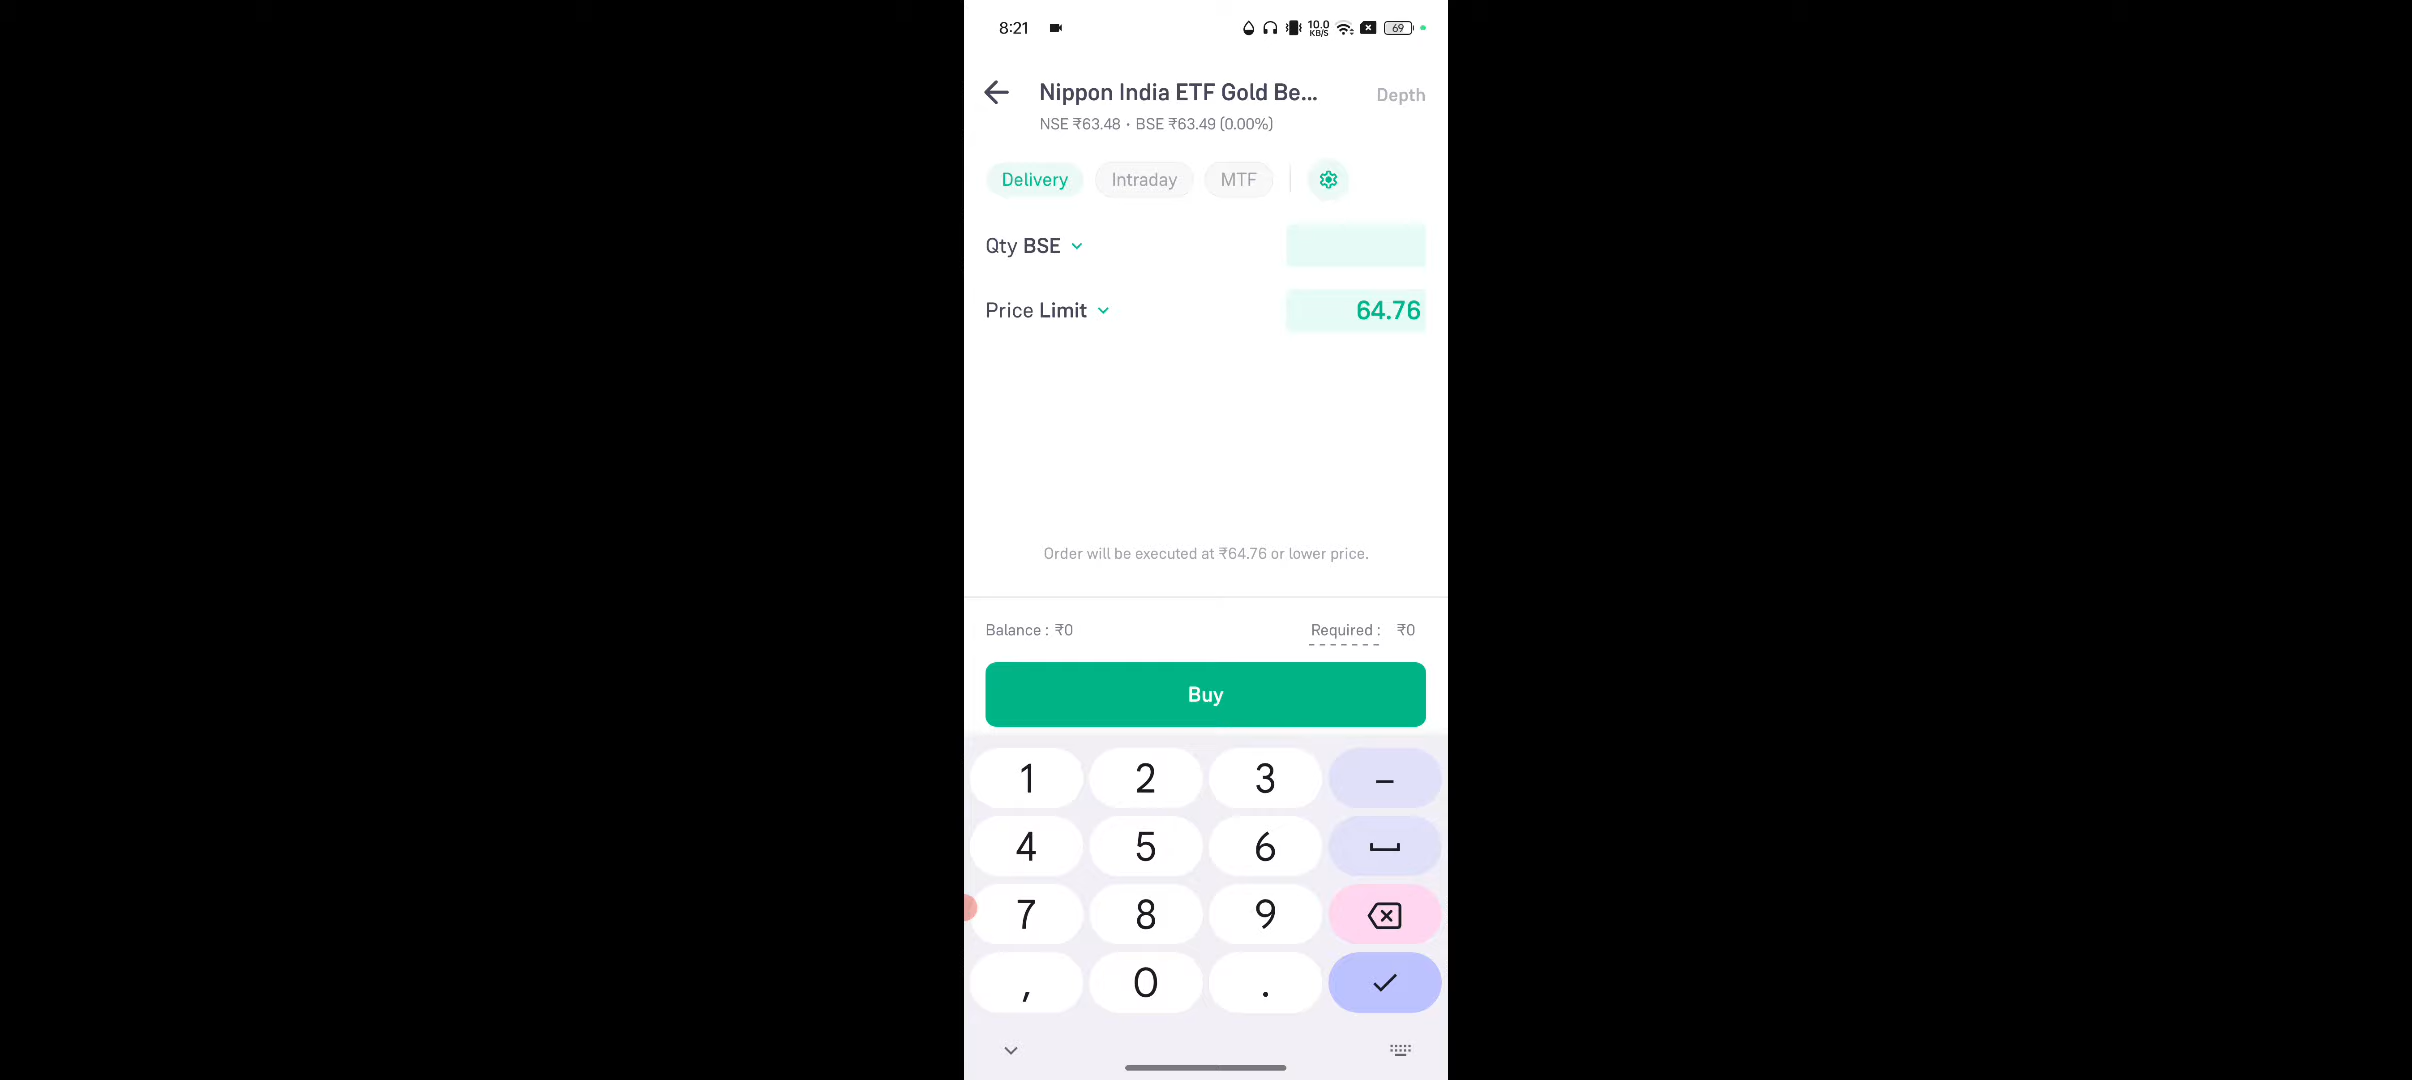 8:21
10.0
KB/S
69
Nippon India ETF Gold Be...
Depth
NSE ₹63.48 • BSE ₹63.49 (0.00%)
Delivery
Intraday
MTF
Qty BSE
Price Limit
64.76
Order will be executed at ₹64.76 or lower price.
Balance : ₹0
Required : ₹0
Buy
1 2 3 –
4 5 6
7 8 9
, 0 .